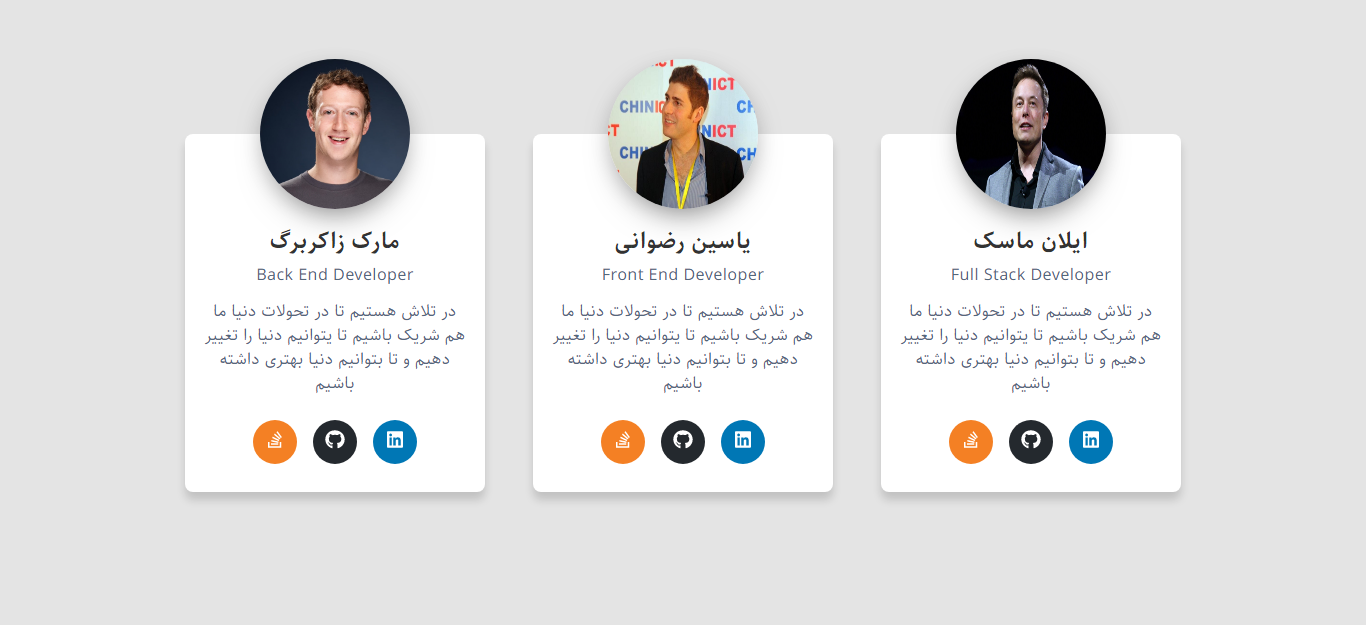 ایلان ماسک
Full Stack Developer
در تلاش هستیم تا در تحولات دنیا ما
هم شریک باشیم تا یتوانیم دنیا را تغییر
دهیم و تا بتوانیم دنیا بهتری داشته
باشیم
یاسین رضوانی
Front End Developer
در تلاش هستیم تا در تحولات دنیا ما
هم شریک باشیم تا یتوانیم دنیا را تغییر
دهیم و تا بتوانیم دنیا بهتری داشته
باشیم
مارک زاکربرگ
Back End Developer
در تلاش هستیم تا در تحولات دنیا ما
هم شریک باشیم تا یتوانیم دنیا را تغییر
دهیم و تا بتوانیم دنیا بهتری داشته
باشیم